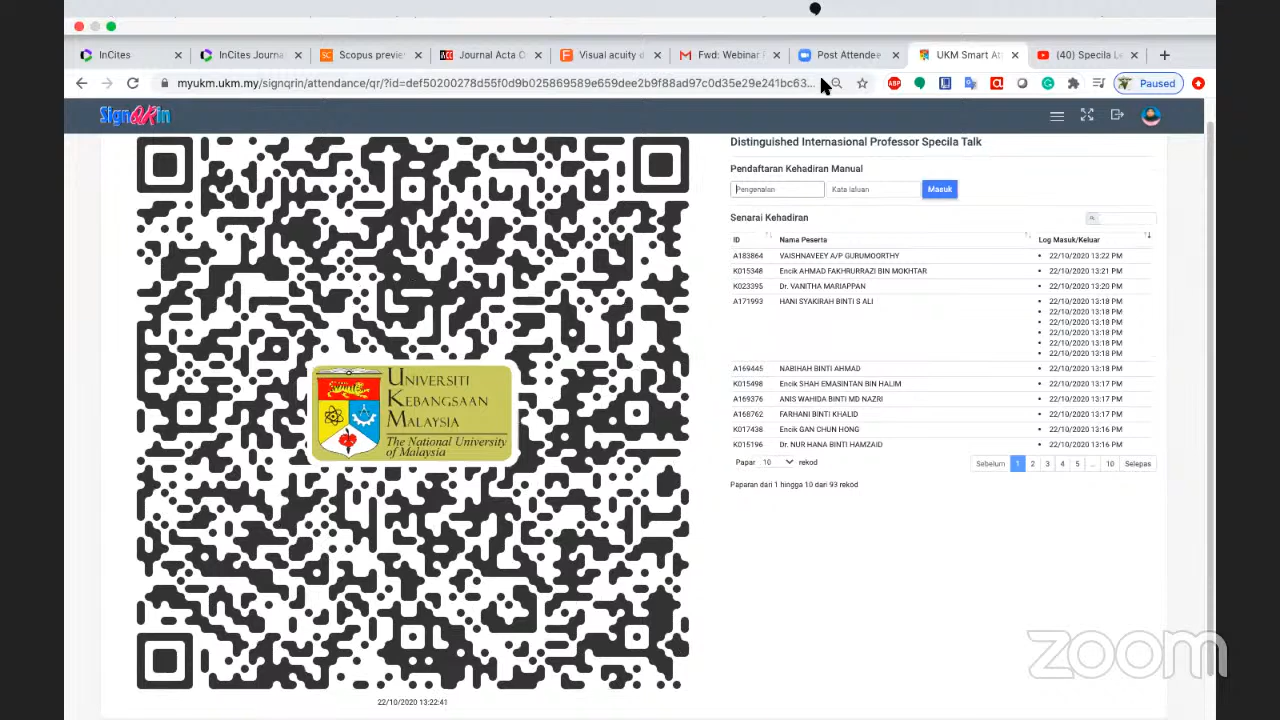 InCites
InCites Journa
Scopus previe
Journal Acta O
Visual acuity d
Fwd: Webinar F
Post Attendee
UKM Smart At
(40) Specila Le
myukm.ukm.my/signqrin/attendance/qr/?id=def50200278d55f0a19b025869589e659dee2b9f88ad97c0d35e29e241bc63...
Paused
SignQRin
Distinguished Internasional Professor Specila Talk
Pendaftaran Kehadiran Manual
Pengenalan Kata laluan Masuk
Senarai Kehadiran
ID Nama Peserta Log Masuk/Keluar
A183864 VAISHNAVEEY A/P GURUMOORTHY • 22/10/2020 13:22 PM
K015348 Encik AHMAD FAKHRURRAZI BIN MOKHTAR • 22/10/2020 13:21 PM
K023395 Dr. VANITHA MARIAPPAN • 22/10/2020 13:20 PM
A171993 HANI SYAKIRAH BINTI S ALI • 22/10/2020 13:18 PM
• 22/10/2020 13:18 PM
• 22/10/2020 13:18 PM
• 22/10/2020 13:18 PM
• 22/10/2020 13:18 PM
• 22/10/2020 13:18 PM
A169445 NABIHAH BINTI AHMAD • 22/10/2020 13:18 PM
K015498 Encik SHAH EMASINTAN BIN HALIM • 22/10/2020 13:17 PM
A169376 ANIS WAHIDA BINTI MD NAZRI • 22/10/2020 13:17 PM
A168762 FARHANI BINTI KHALID • 22/10/2020 13:17 PM
K017438 Encik GAN CHUN HONG • 22/10/2020 13:16 PM
K015196 Dr. NUR HANA BINTI HAMZAID • 22/10/2020 13:16 PM
Papar 10 rekod Sebelum 1 2 3 4 5 ... 10 Selepas
Paparan dari 1 hingga 10 dari 93 rekod
UNIVERSITI
KEBANGSAAN
MALAYSIA
The National University
of Malaysia
22/10/2020 13:22:41
zoom